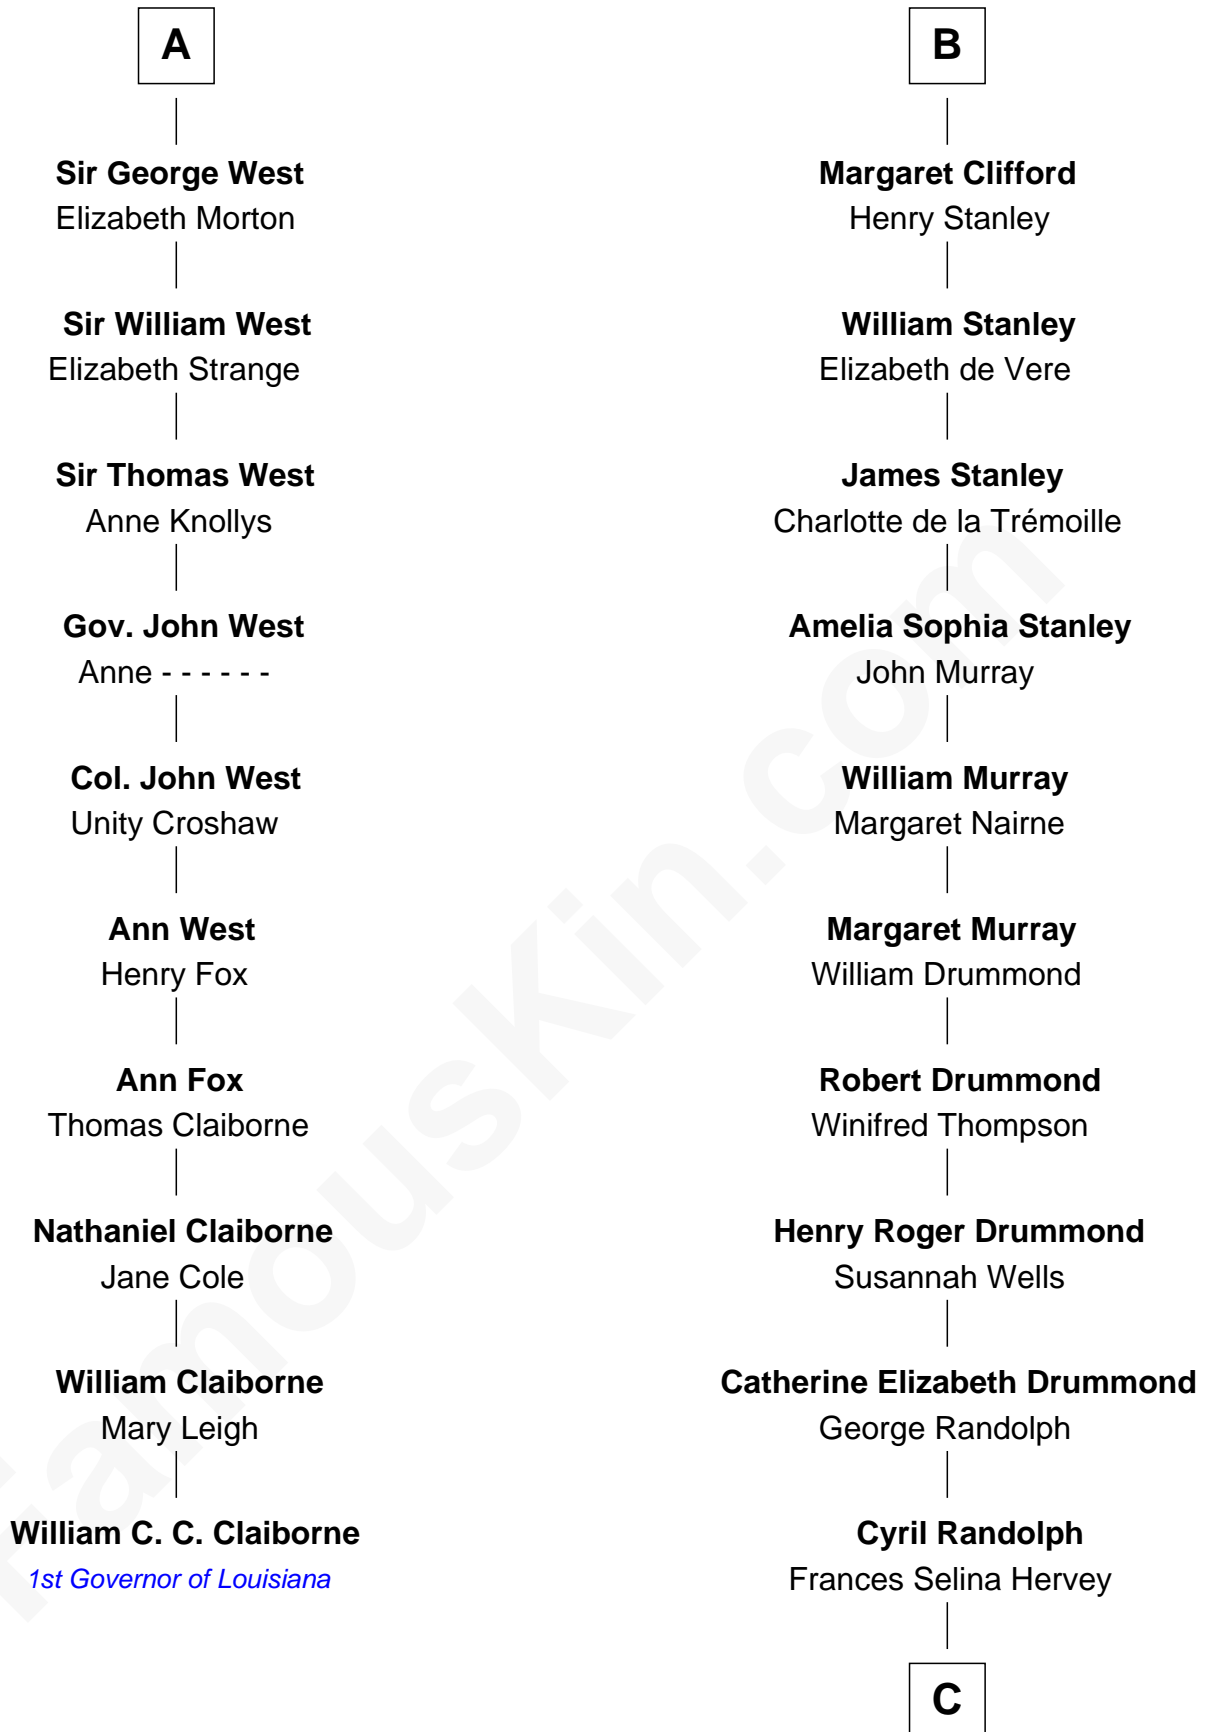 A
Sir George West
Elizabeth Morton
Sir William West
Elizabeth Strange
Sir Thomas West
Anne Knollys
Gov. John West
Anne - - - - - -
Col. John West
Unity Croshaw
Ann West
Henry Fox
Ann Fox
Thomas Claiborne
Nathaniel Claiborne
Jane Cole
William Claiborne
Mary Leigh
William C. C. Claiborne
1st Governor of Louisiana
B
Margaret Clifford
Henry Stanley
William Stanley
Elizabeth de Vere
James Stanley
Charlotte de la Trémoille
Amelia Sophia Stanley
John Murray
William Murray
Margaret Nairne
Margaret Murray
William Drummond
Robert Drummond
Winifred Thompson
Henry Roger Drummond
Susannah Wells
Catherine Elizabeth Drummond
George Randolph
Cyril Randolph
Frances Selina Hervey
C
FamousKin.com